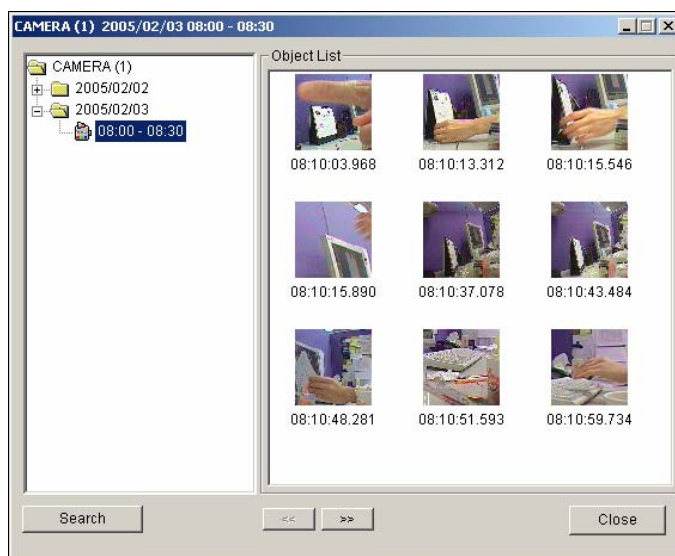 CAMERA (1) 2005/02/03 08:00 - 08:30
CAMERA (1)
2005/02/02
2005/02/03
08:00 - 08:30
Object List
08:10:03.968 08:10:13.312 08:10:15.546
08:10:15.890 08:10:37.078 08:10:43.484
08:10:48.281 08:10:51.593 08:10:59.734
Search << >> Close